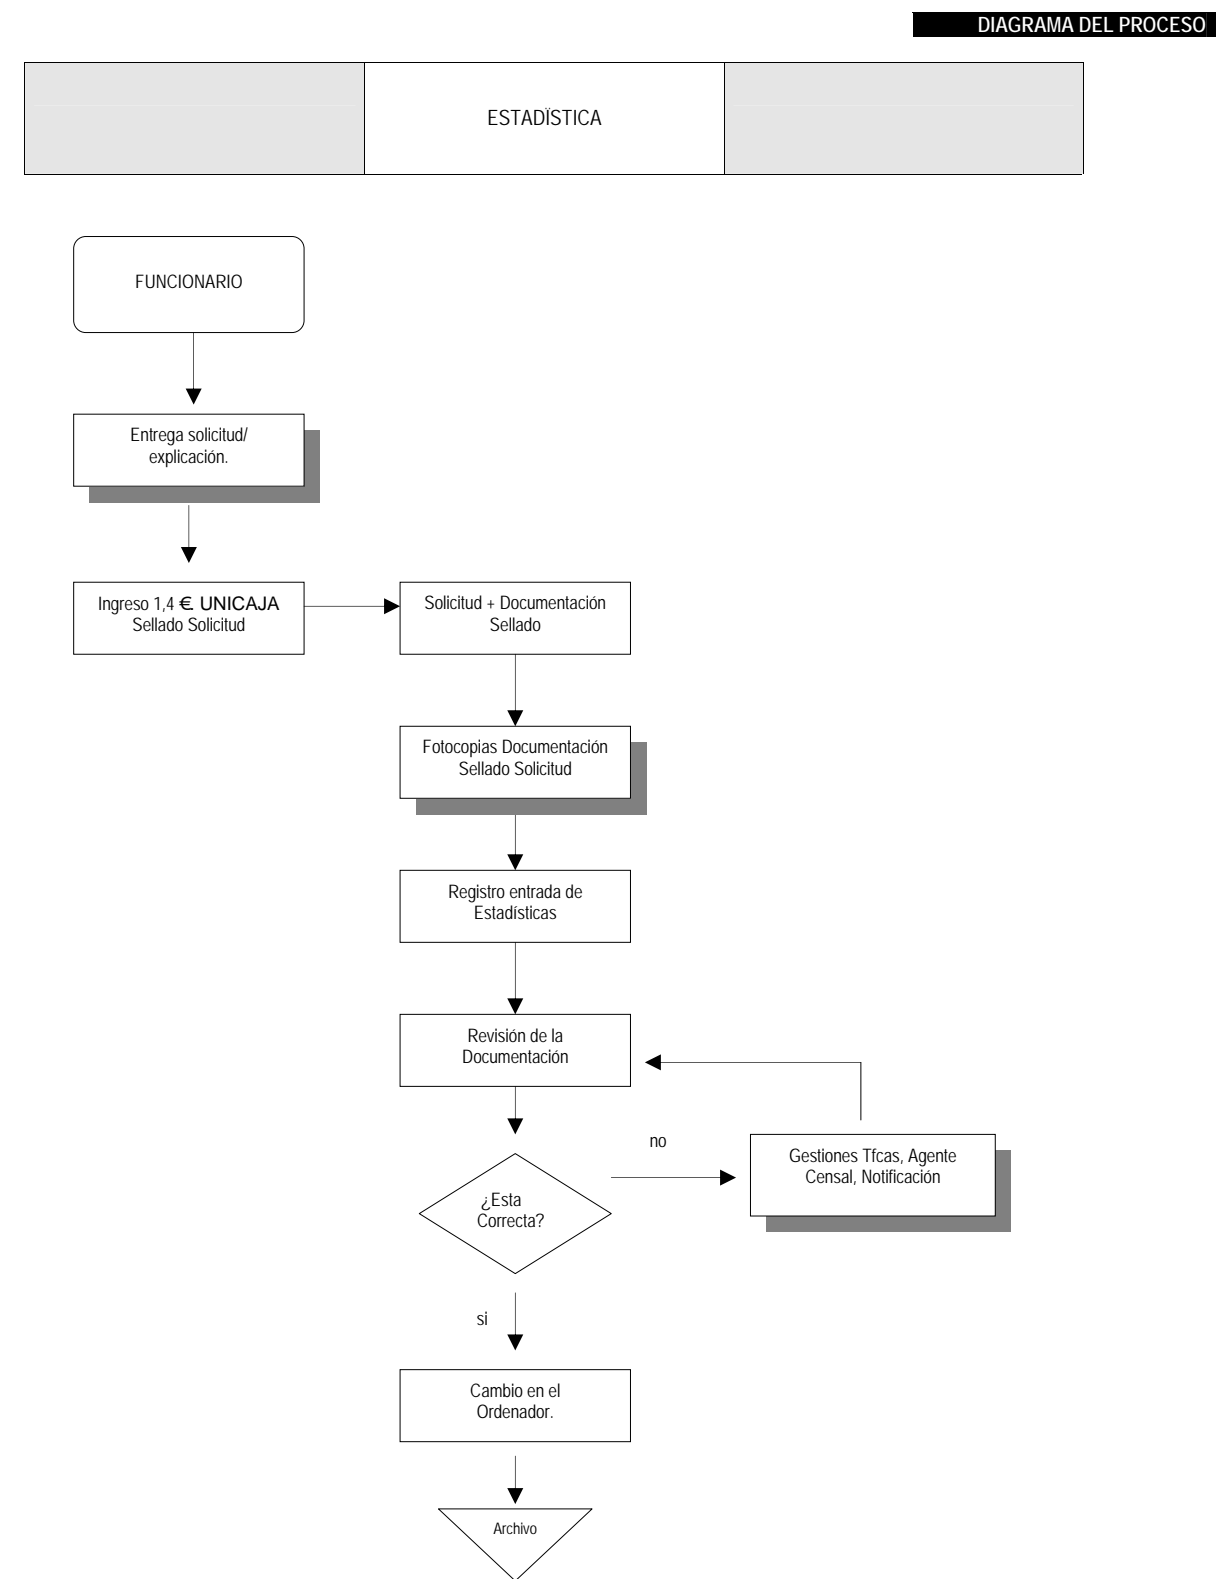 DIAGRAMA DEL PROCESO
ESTADÏSTICA
FUNCIONARIO
Entrega solicitud/
explicación.
Ingreso 1,4 €. UNICAJA
Sellado Solicitud
Solicitud + Documentación
Sellado
Fotocopias Documentación
Sellado Solicitud
Registro entrada de
Estadísticas
Revisión de la
Documentación
no
Gestiones Tfcas, Agente
Censal, Notificación
¿Esta
Correcta?
si
Cambio en el
Ordenador.
Archivo